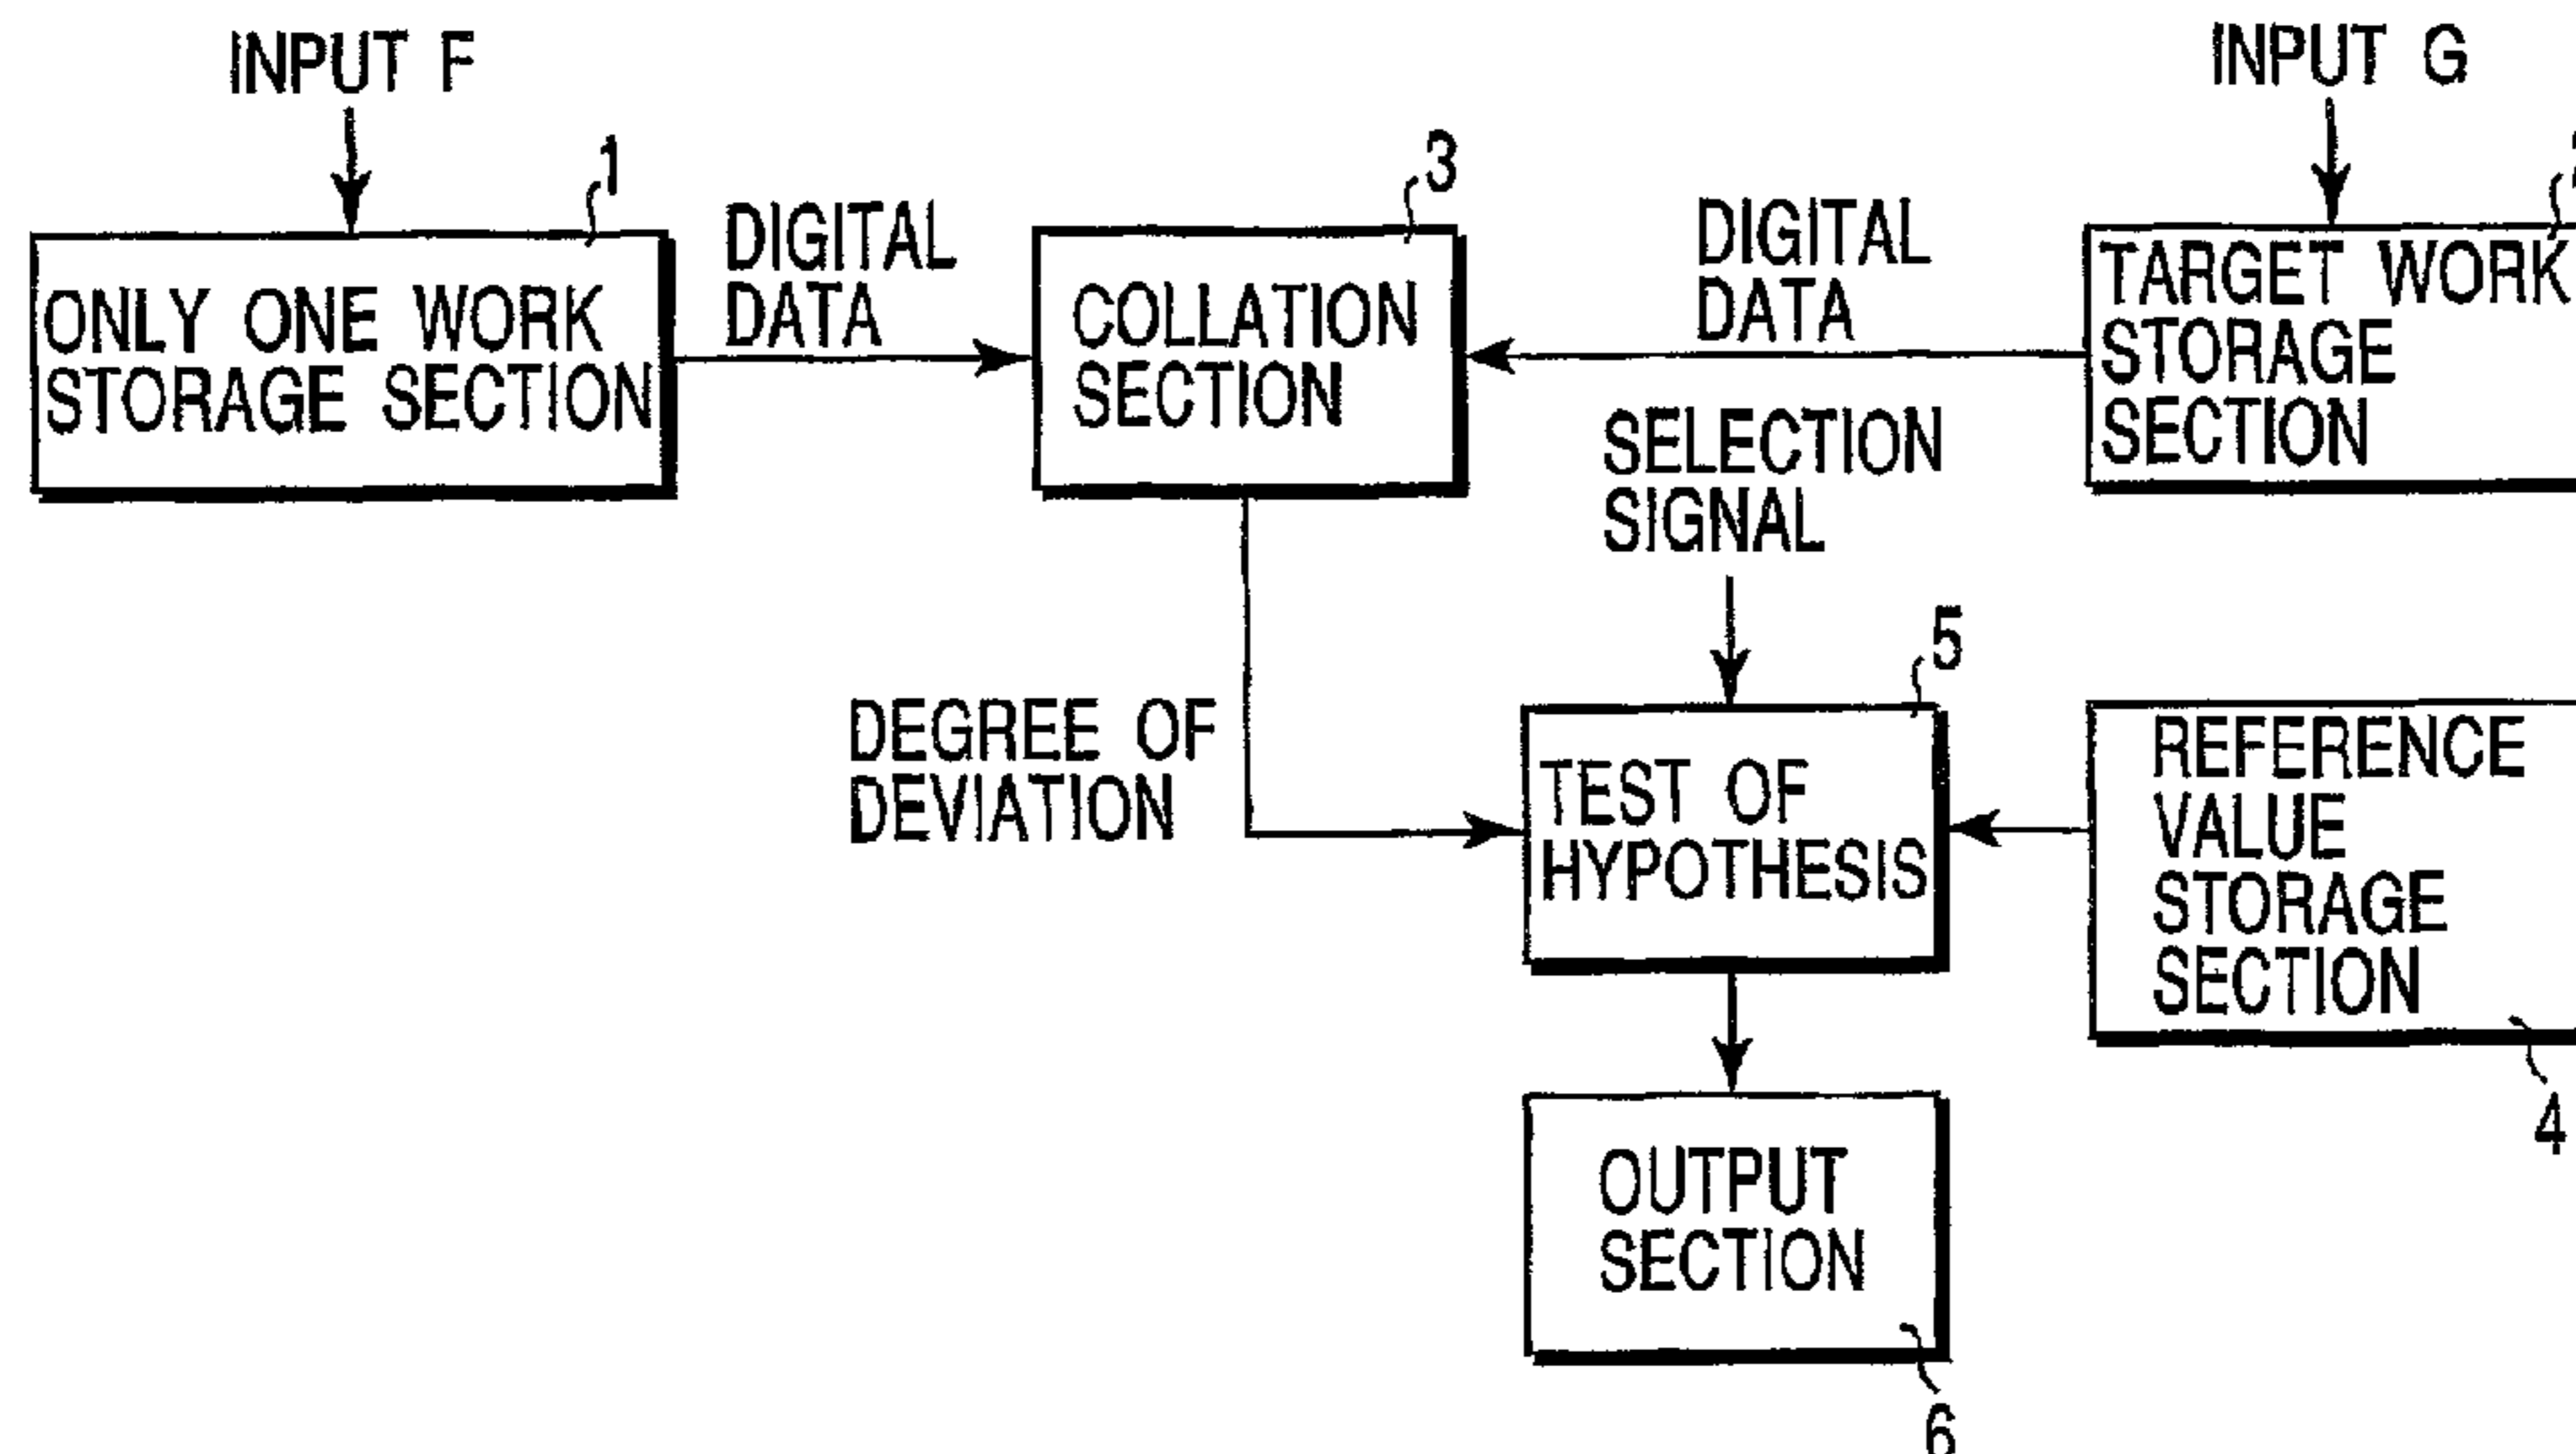 INPUT F
INPUT G
1
3
DIGITAL
DATA
DIGITAL
DATA
ONLY ONE WORK
STORAGE SECTION
COLLATION
SECTION
TARGET WORK
STORAGE
SECTION
SELECTION
SIGNAL
5
DEGREE OF
DEVIATION
TEST OF
HYPOTHESIS
REFERENCE
VALUE
STORAGE
SECTION
4
OUTPUT
SECTION
6